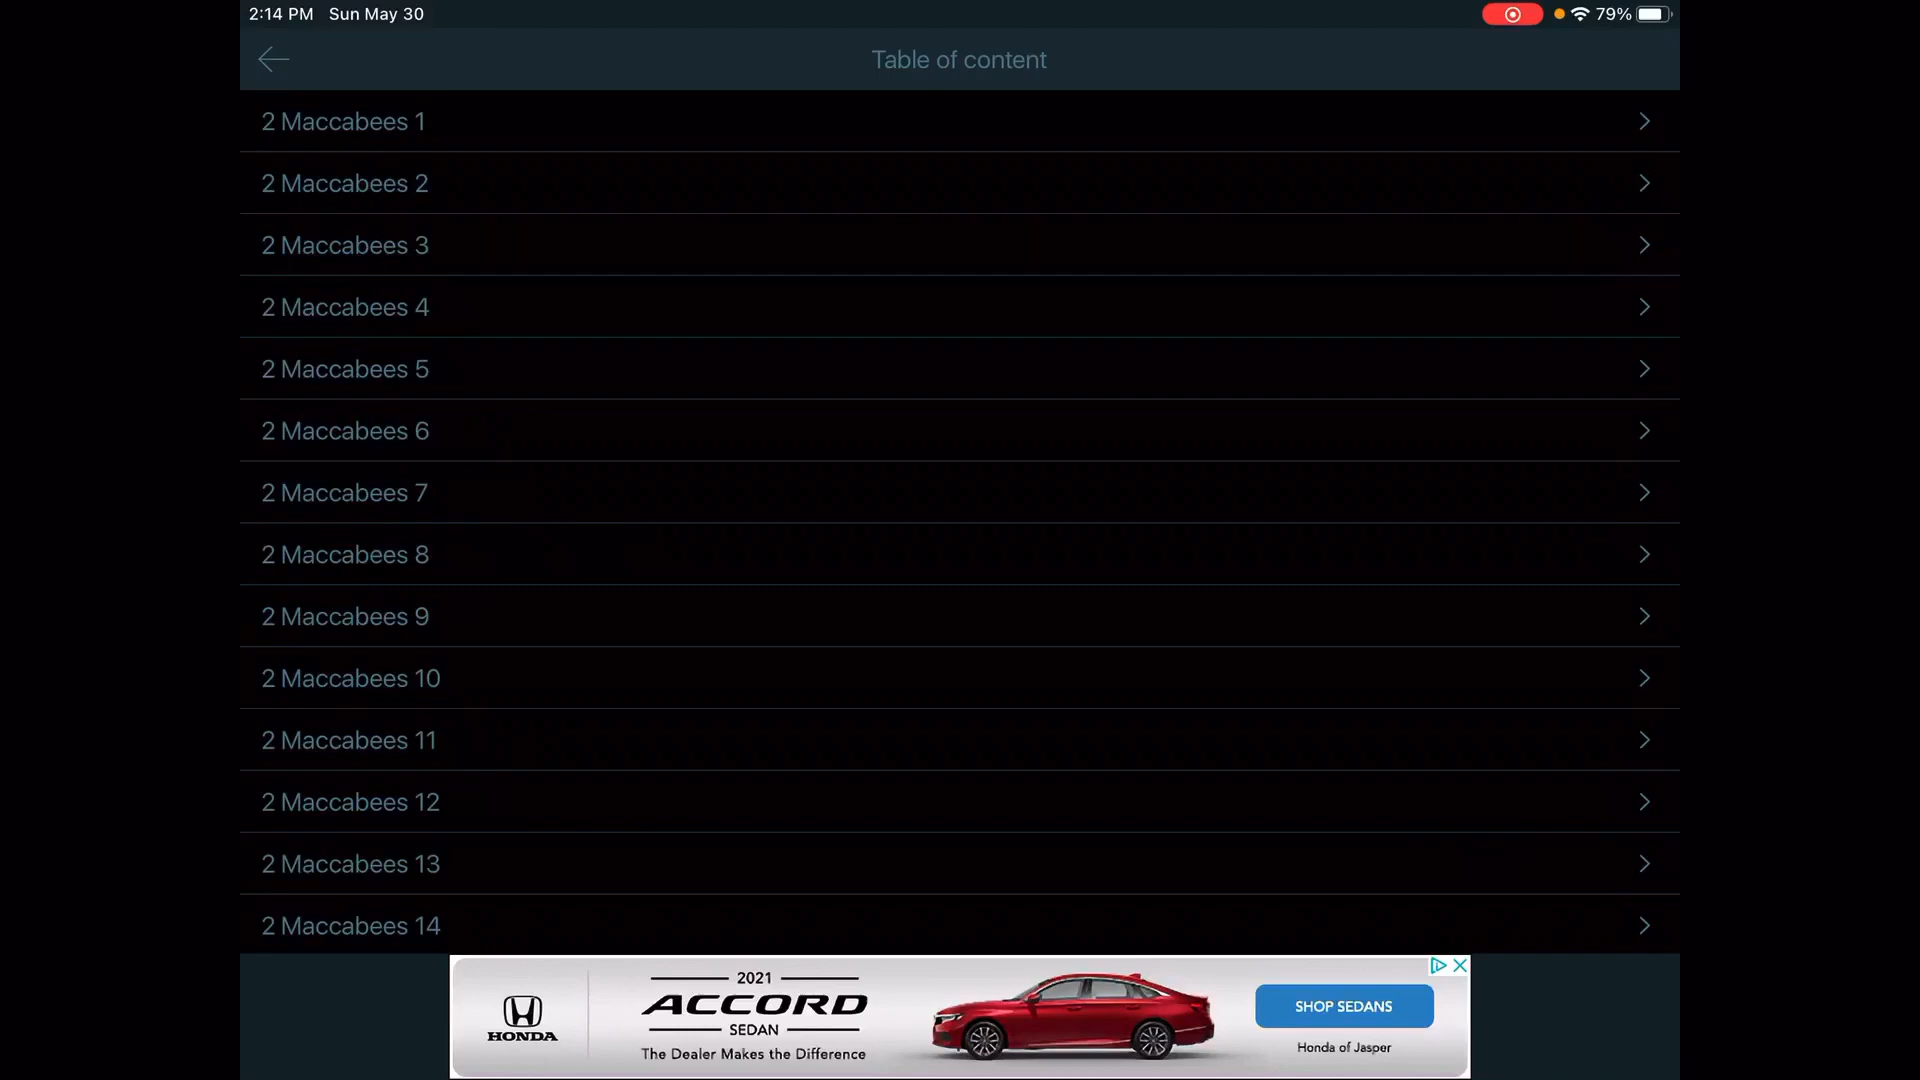 2:14 PM Sun May 30
79%
Table of content
2 Maccabees 1
2 Maccabees 2
2 Maccabees 3
2 Maccabees 4
2 Maccabees 5
2 Maccabees 6
2 Maccabees 7
2 Maccabees 8
2 Maccabees 9
2 Maccabees 10
2 Maccabees 11
2 Maccabees 12
2 Maccabees 13
2 Maccabees 14
HONDA
2021
ACCORD
SEDAN
The Dealer Makes the Difference
SHOP SEDANS
Honda of Jasper